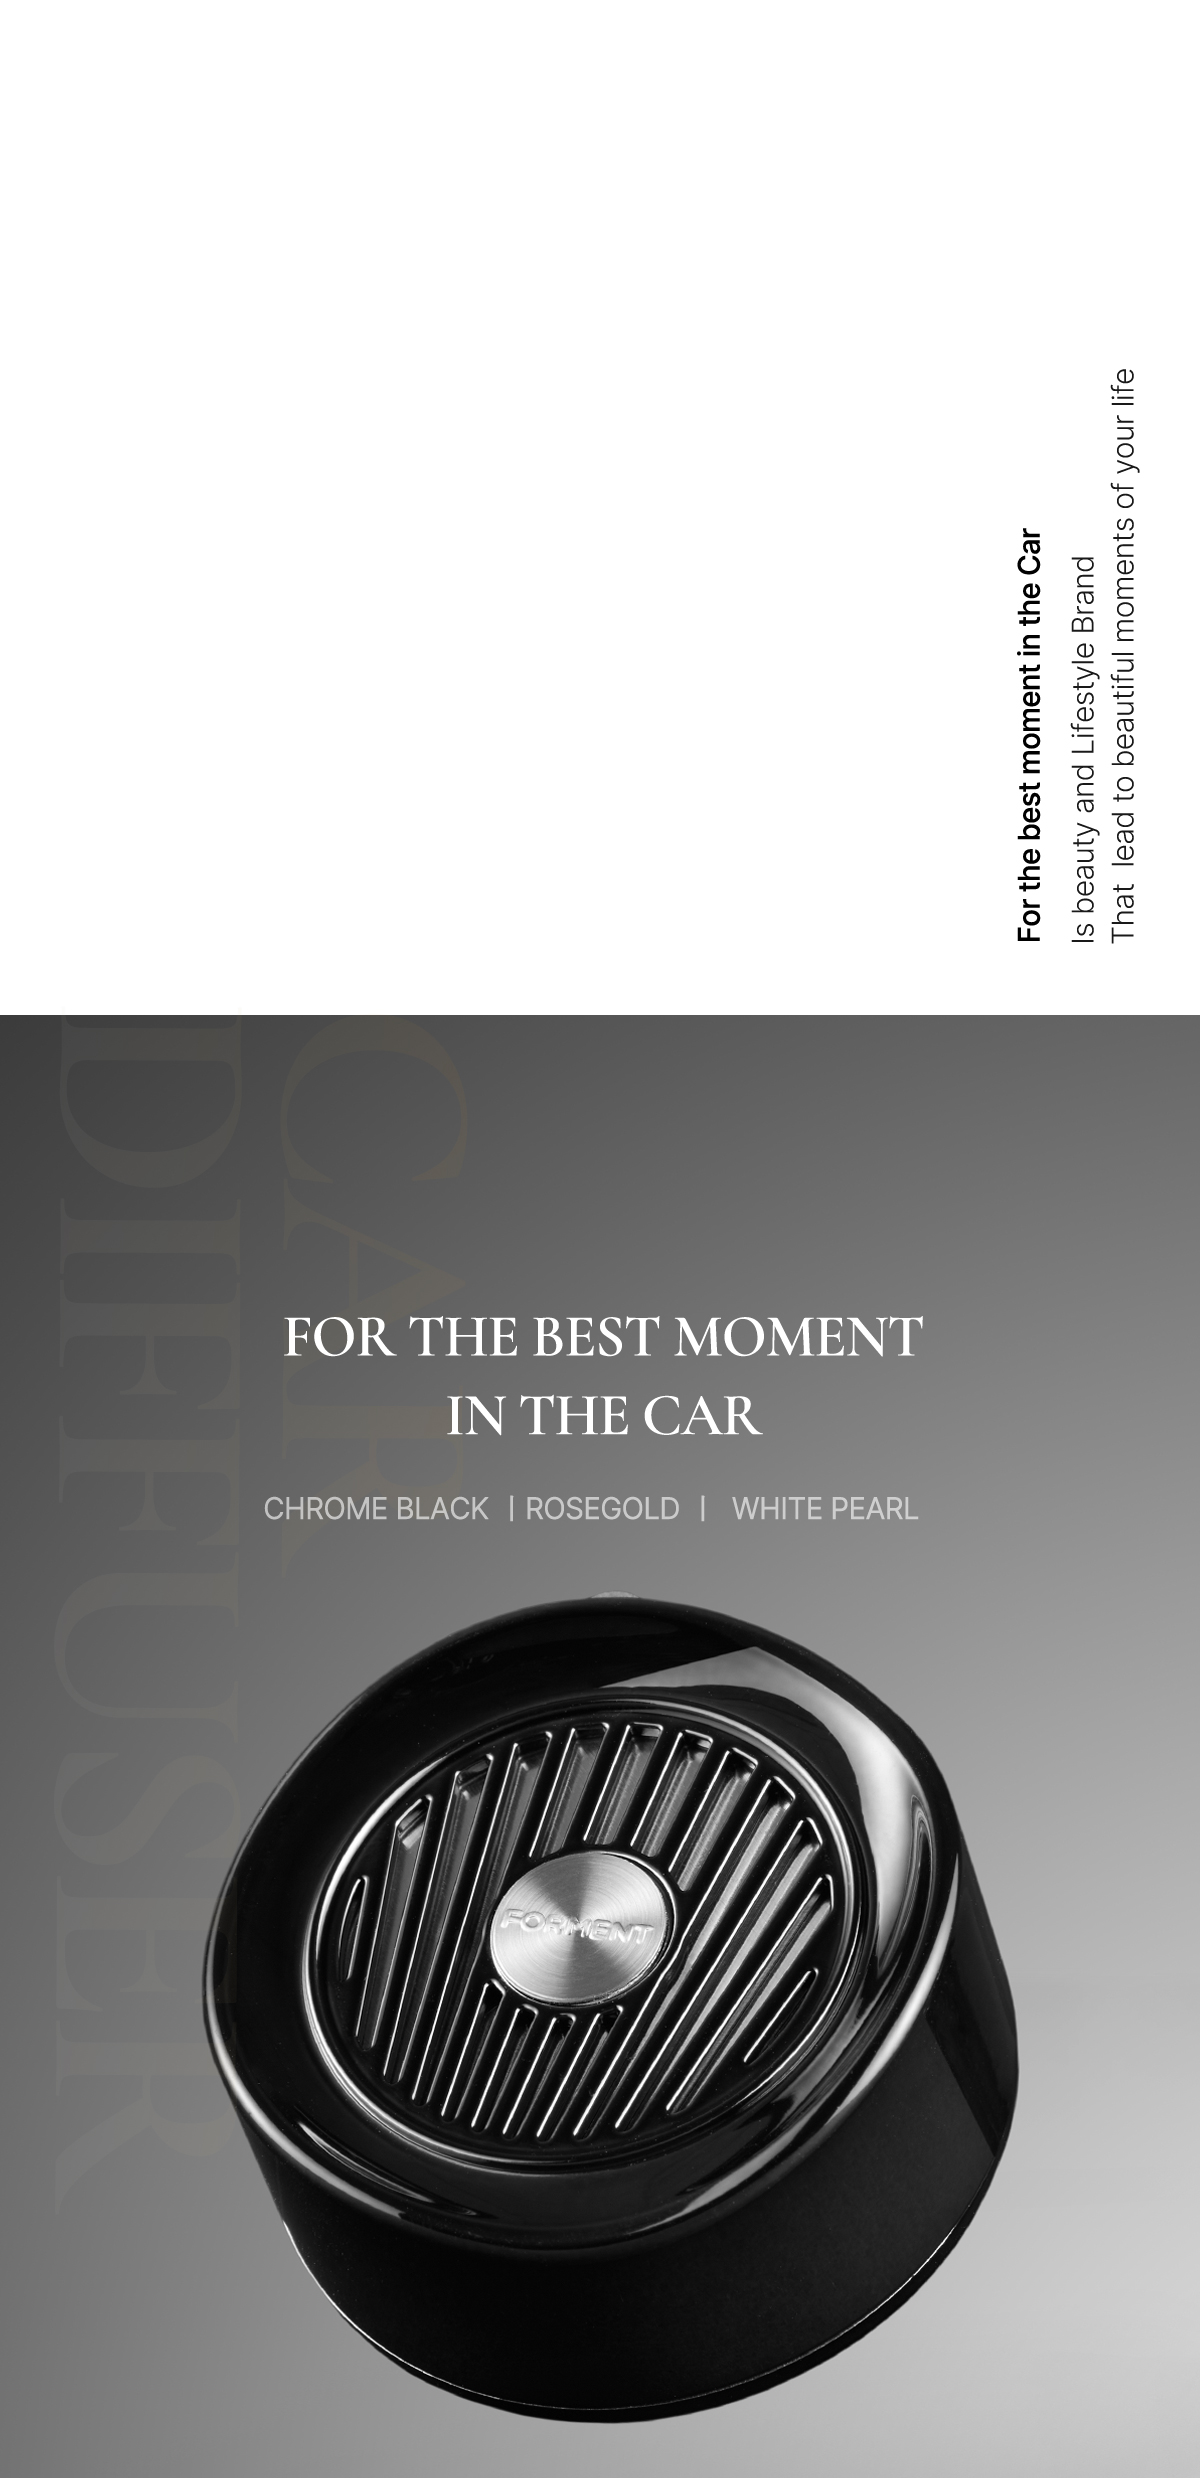 For the best moment in the Car
Is beauty and Lifestyle Brand
That lead to beautiful moments of your life
CAR
DIFFUSER
FOR THE BEST MOMENT
IN THE CAR
CHROME BLACK | ROSEGOLD | WHITE PEARL
FORMENT